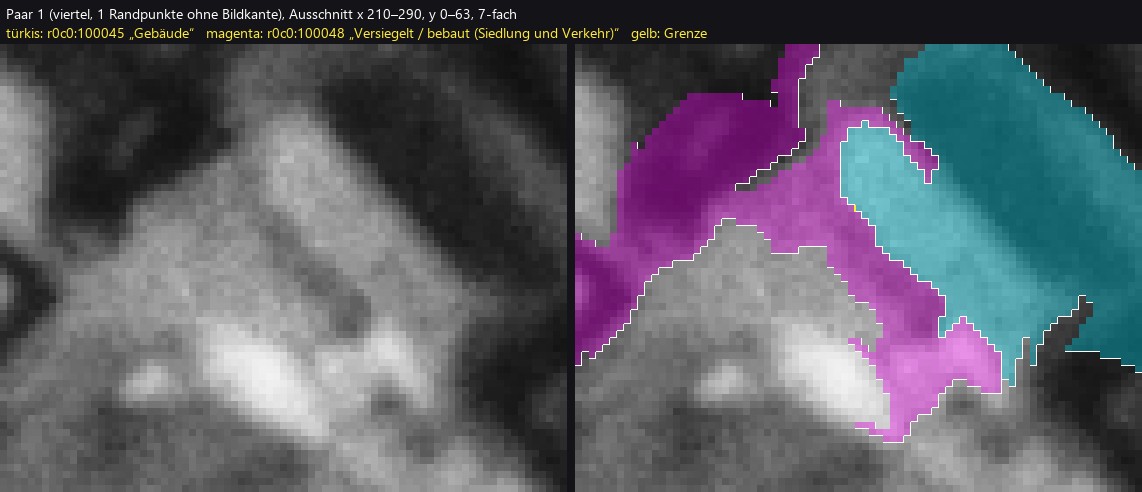 Paar 1 (viertel, 1 Randpunkte ohne Bildkante), Ausschnitt x 210–290, y 0–63, 7-fach
türkis: r0c0:100045 „Gebäude“ magenta: r0c0:100048 „Versiegelt / bebaut (Siedlung und Verkehr)“ gelb: Grenze